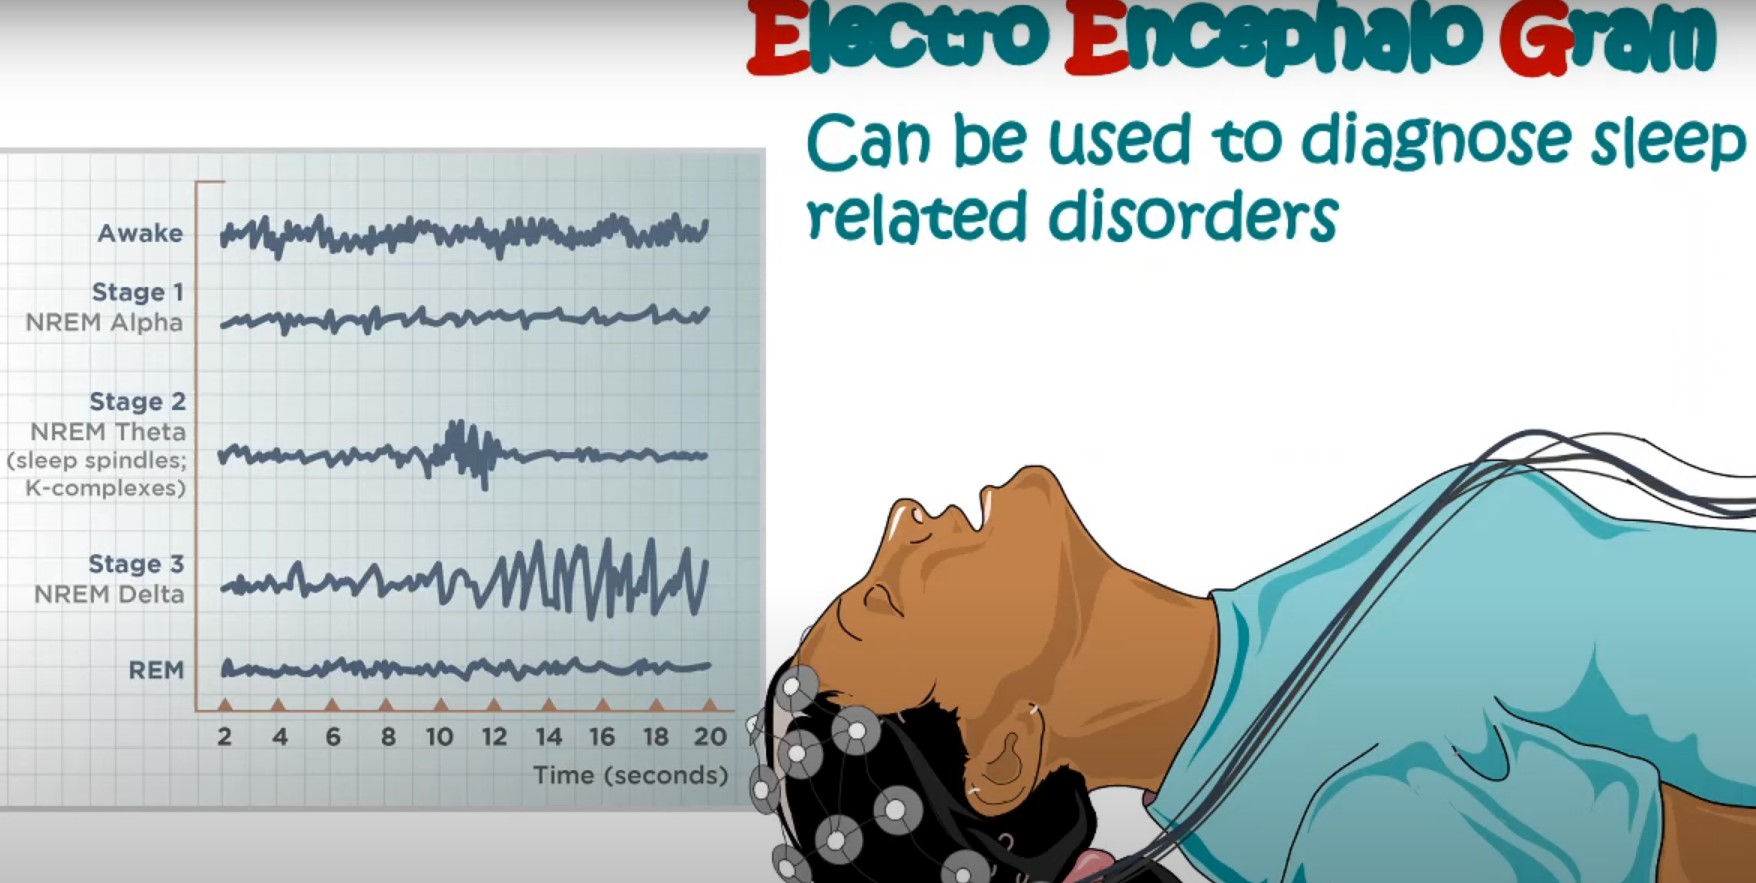 Electro Encephalo Gram
Can be used to diagnose sleep
related disorders
Awake
Stage 1
NREM Alpha
Stage 2
NREM Theta
(sleep spindles;
K-complexes)
Stage 3
NREM Delta
REM
2 4 6 8 10 12 14 16 18 20
Time (seconds)